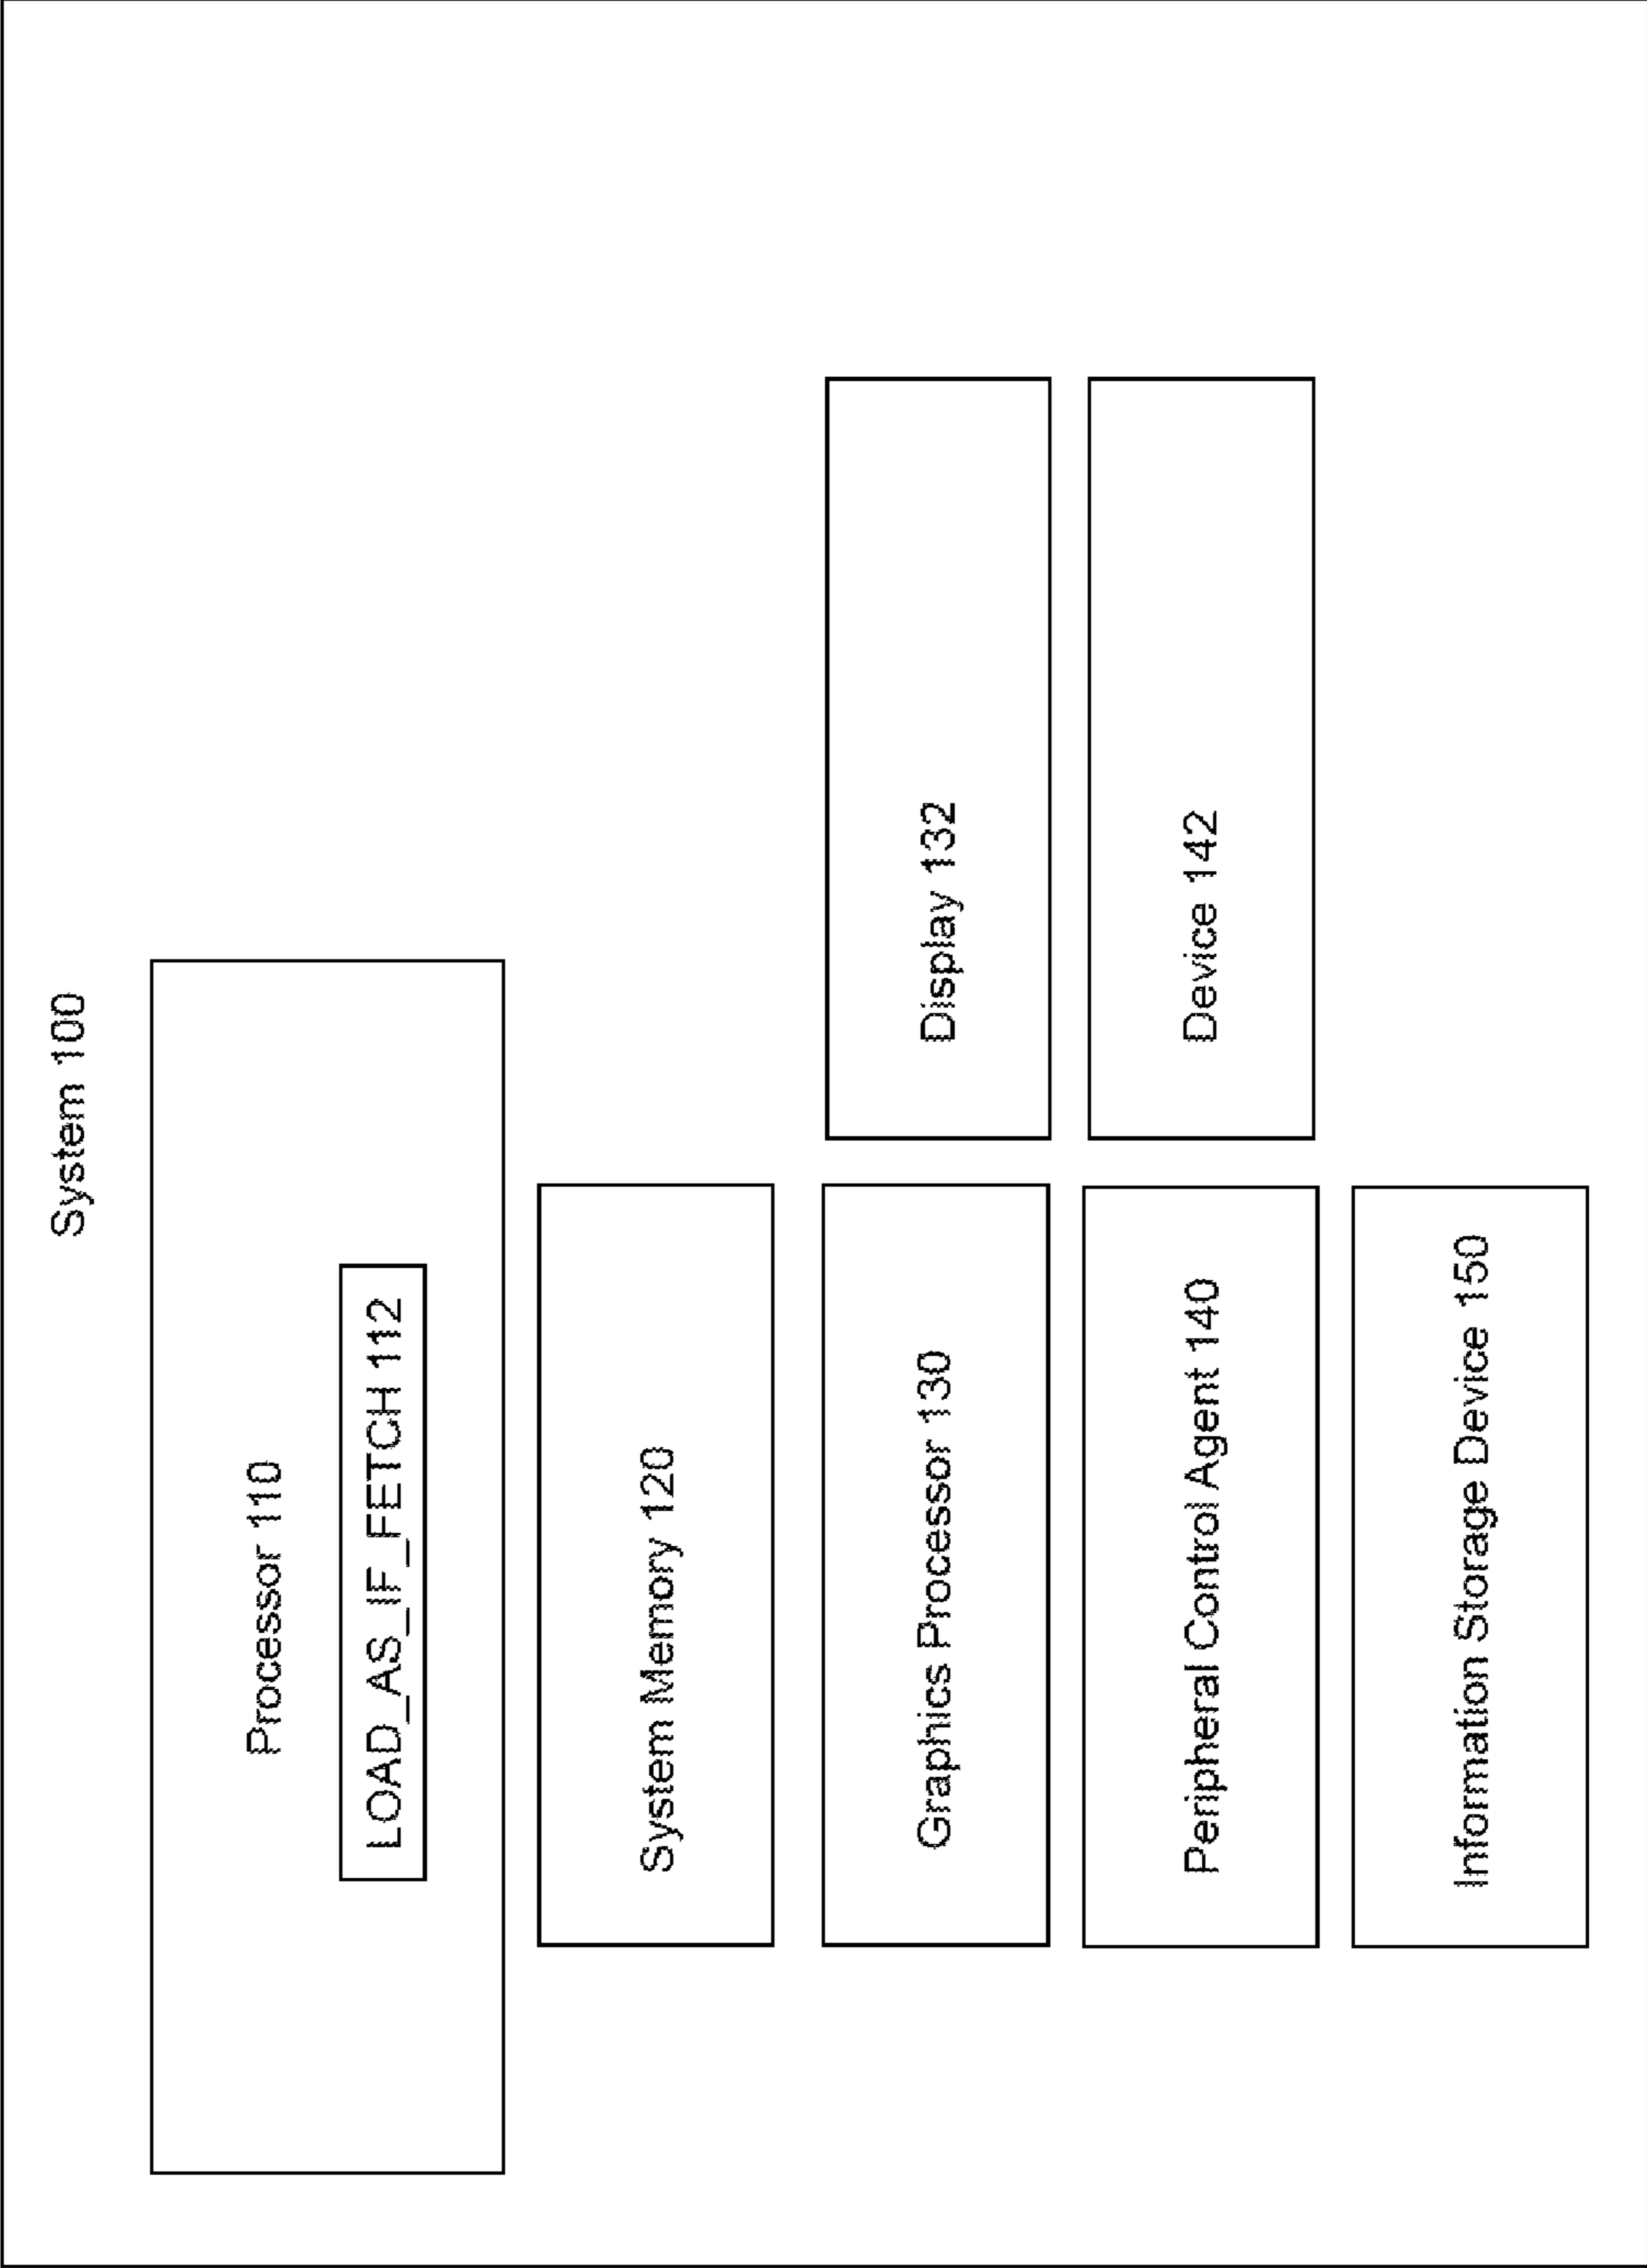 System 100
Processor 110
LOAD_AS_IF_FETCH 112
System Memory 120
Graphics Processor 130
Display 132
Peripheral Control Agent 140
Device 142
Information Storage Device 150